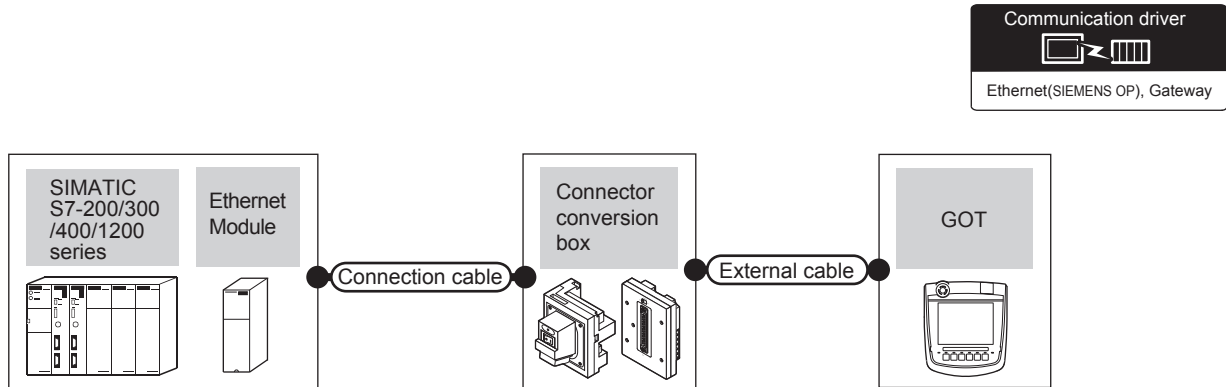 Communication driver
Ethernet(SIEMENS OP), Gateway
SIMATIC
S7-200/300
/400/1200
series
Ethernet
Module
Connection cable
Connector
conversion
box
External cable
GOT